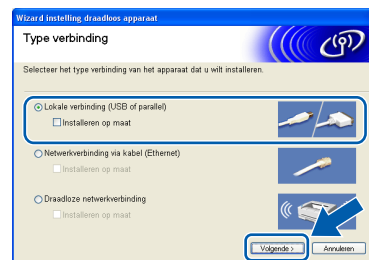 Wizard instelling draadloos apparaat
Type verbinding
Selecteer het type verbinding van het apparaat dat u wilt installeren.
Lokale verbinding (USB of parallel)
Installeren op maat
Netwerkverbinding via kabel (Ethernet)
Installeren op maat
Draadloze netwerkverbinding
Installeren op maat
Volgende > Annuleren